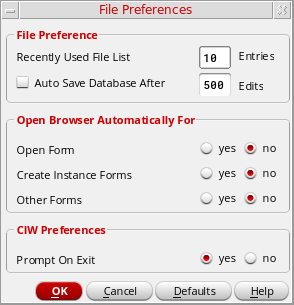 File Preferences
File Preference
Recently Used File List 10 Entries
Auto Save Database After 500 Edits
Open Browser Automatically For
Open Form yes no
Create Instance Forms yes no
Other Forms yes no
CIW Preferences
Prompt On Exit yes no
OK Cancel Defaults Help